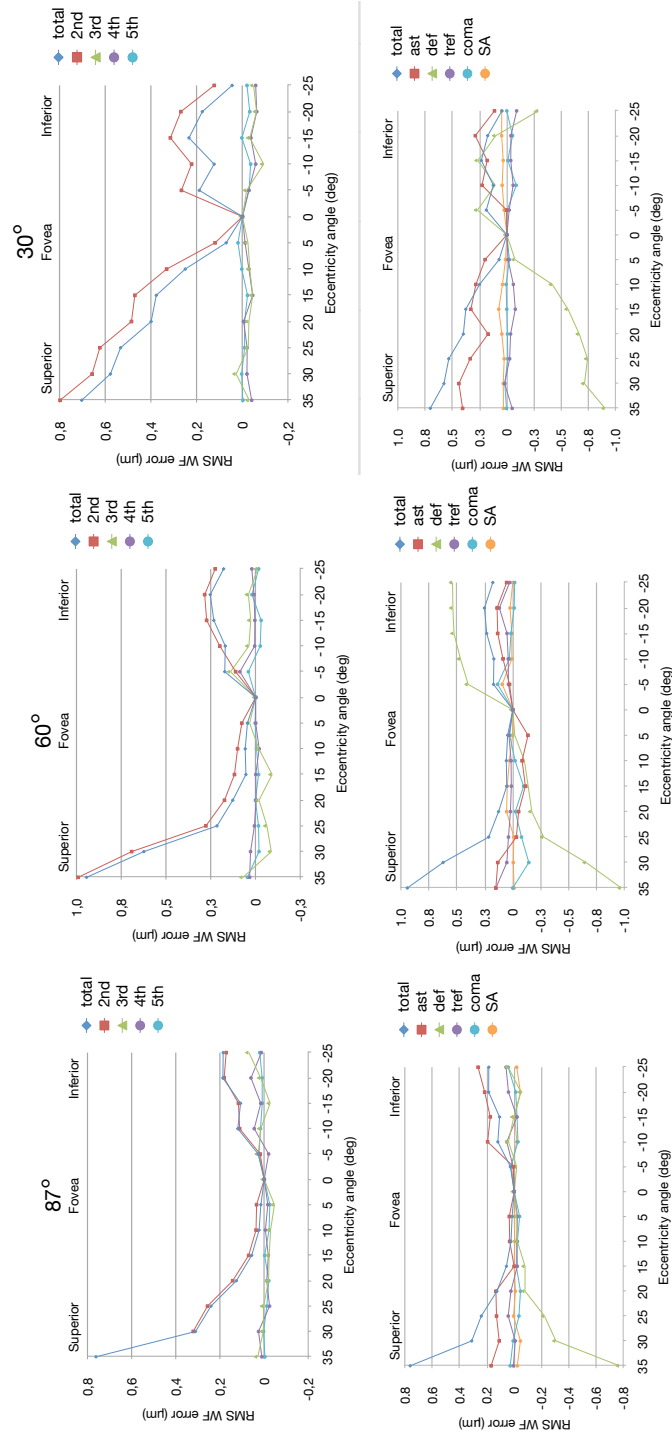 87°
Superior Fovea Inferior
RMS WF error (µm)
0,8
0,6
0,4
0,2
0
-0,2
35 30 25 20 15 10 5 0 -5 -10 -15 -20 -25
Eccentricity angle (deg)
total
2nd
3rd
4th
5th
60°
Superior Fovea Inferior
RMS WF error (µm)
1,0
0,8
0,5
0,3
0
-0,3
35 30 25 20 15 10 5 0 -5 -10 -15 -20 -25
Eccentricity angle (deg)
total
2nd
3rd
4th
5th
30°
Superior Fovea Inferior
RMS WF error (µm)
0,8
0,6
0,4
0,2
0
-0,2
35 30 25 20 15 10 5 0 -5 -10 -15 -20 -25
Eccentricity angle (deg)
total
2nd
3rd
4th
5th
Superior Fovea Inferior
RMS WF error (µm)
0.8
0.6
0.4
0.2
0
-0.2
-0.4
-0.6
-0.8
35 30 25 20 15 10 5 0 -5 -10 -15 -20 -25
Eccentricity angle (deg)
total
ast
def
tref
coma
SA
Superior Fovea Inferior
RMS WF error (µm)
1.0
0.8
0.5
0.3
0
-0.3
-0.5
-0.8
-1.0
35 30 25 20 15 10 5 0 -5 -10 -15 -20 -25
Eccentricity angle (deg)
total
ast
def
tref
coma
SA
Superior Fovea Inferior
RMS WF error (µm)
1.0
0.8
0.5
0.3
0
-0.3
-0.5
-0.8
-1.0
35 30 25 20 15 10 5 0 -5 -10 -15 -20 -25
Eccentricity angle (deg)
total
ast
def
tref
coma
SA